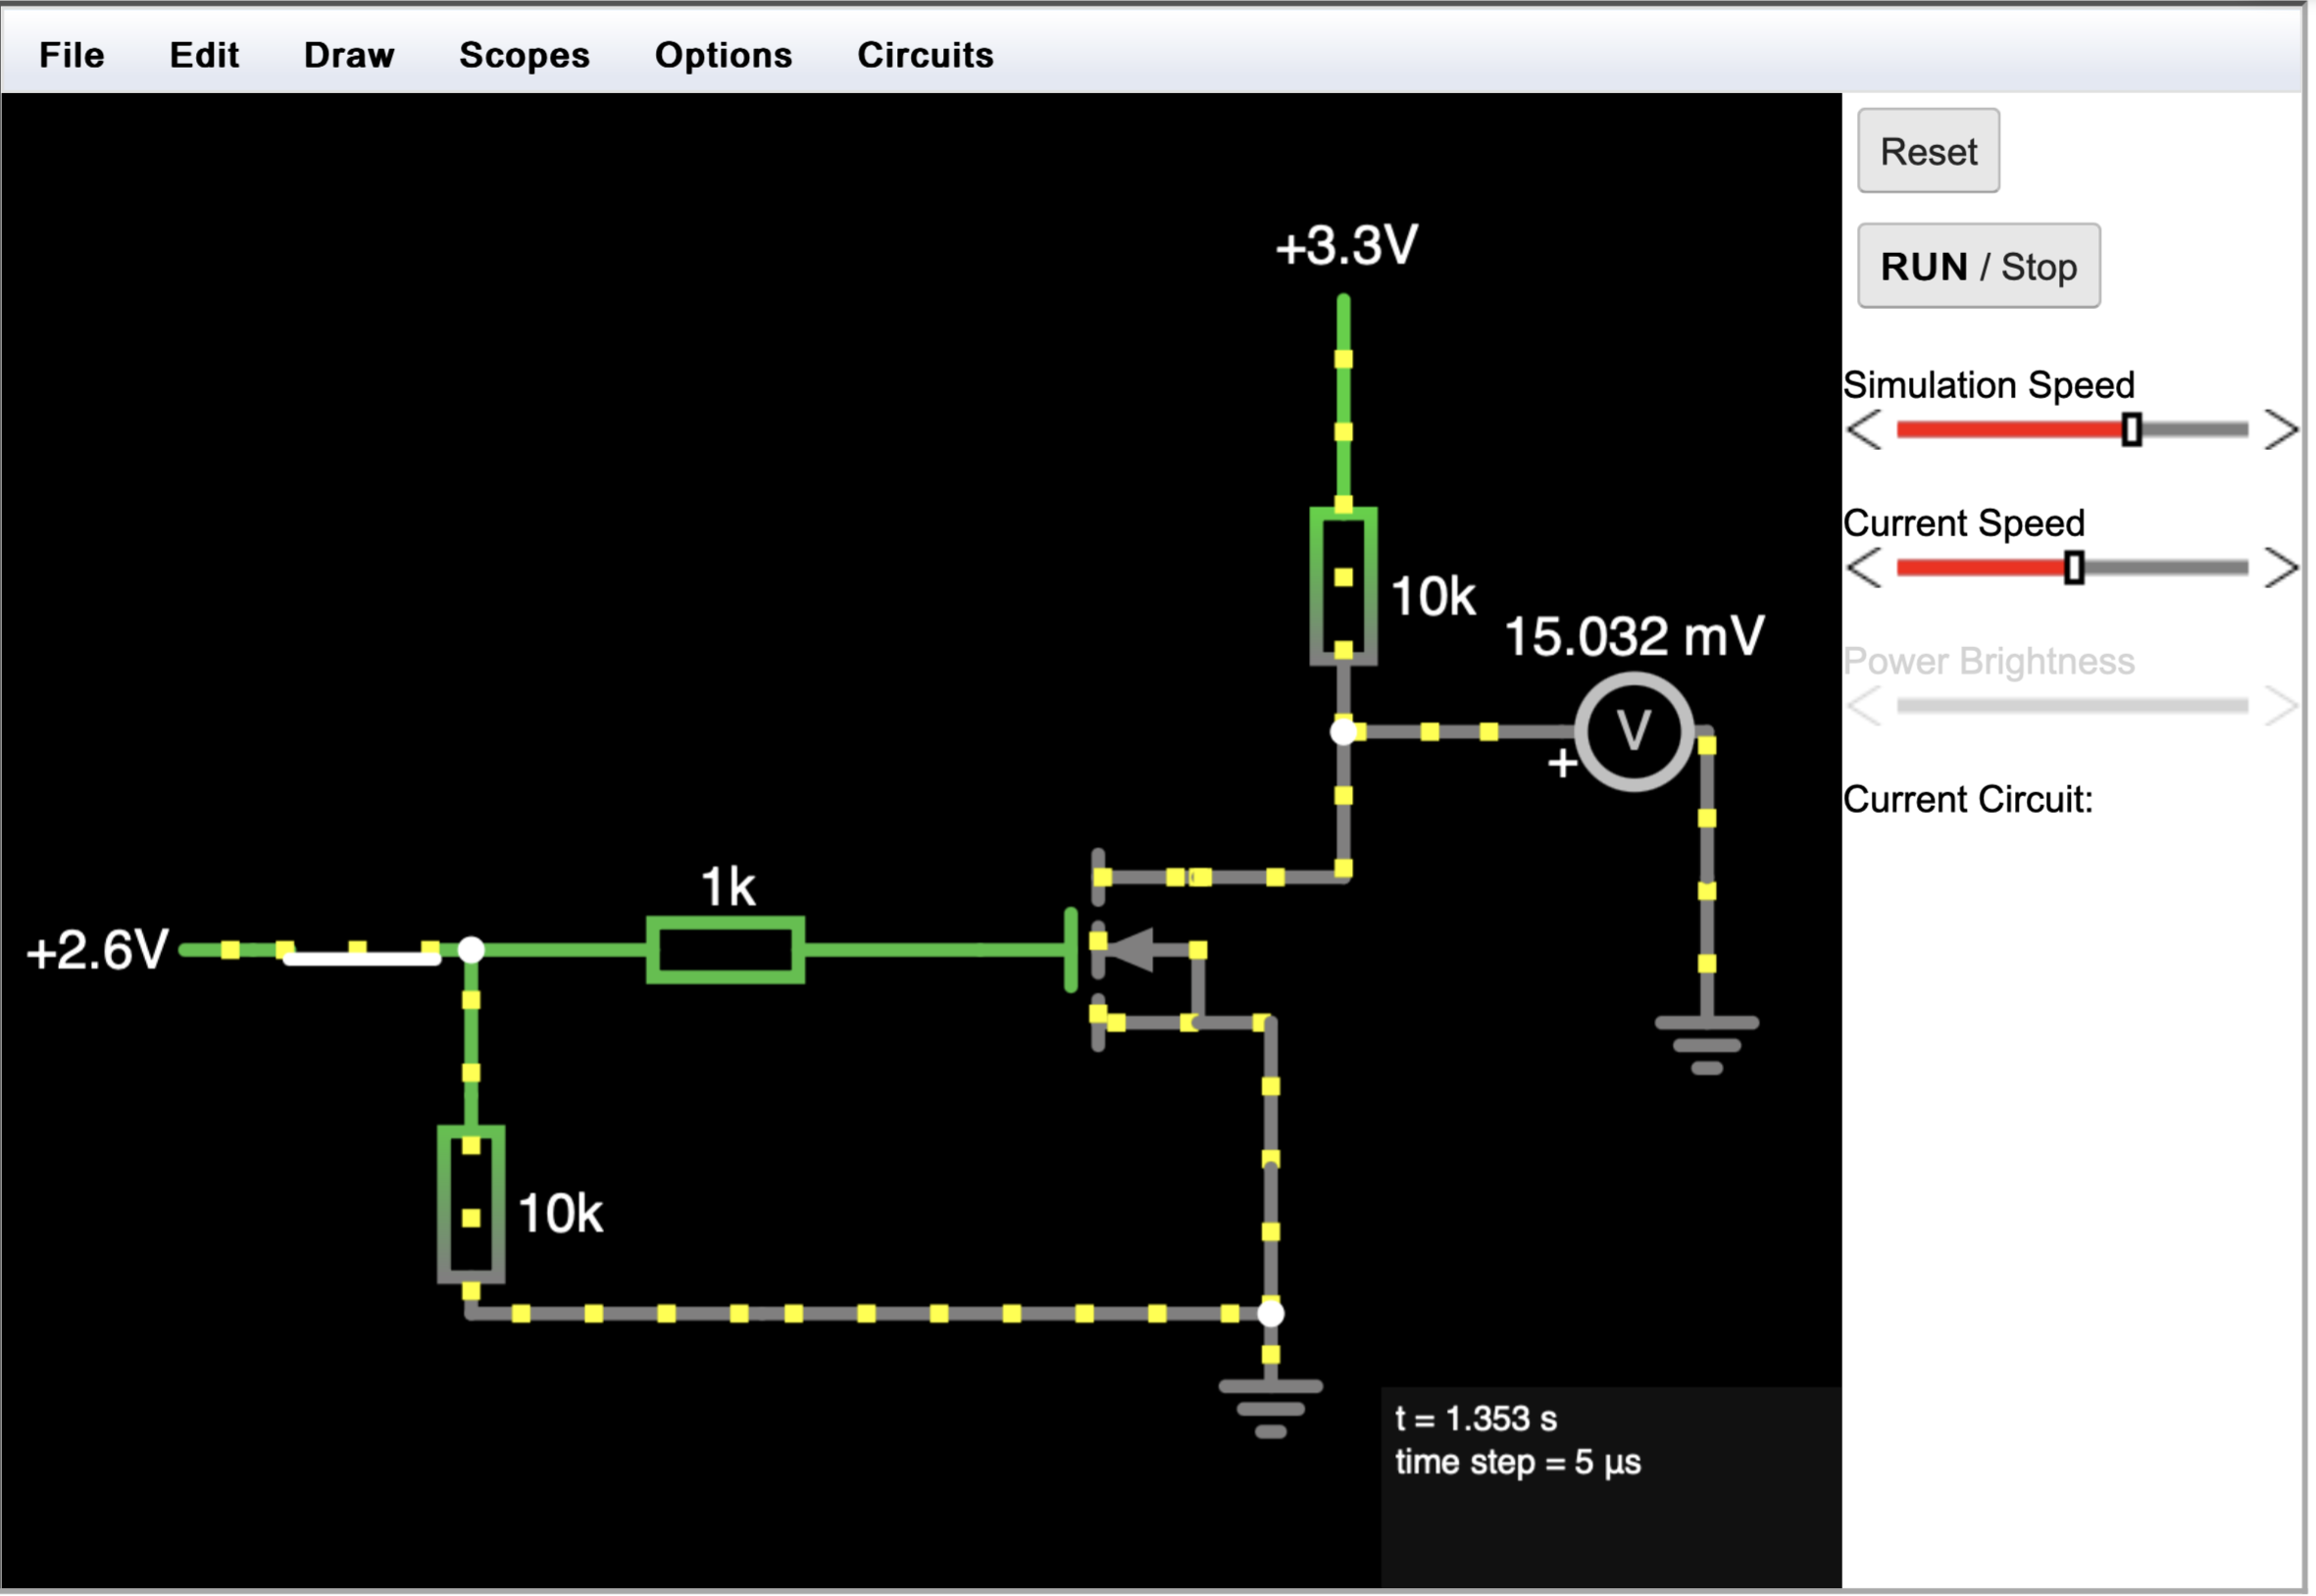 File Edit Draw Scopes Options Circuits
Reset
RUN / Stop
Simulation Speed
Current Speed
Power Brightness
Current Circuit:
+3.3V
10k
15.032 mV
V
+
1k
+2.6V
10k
t = 1.353 s
time step = 5 µs